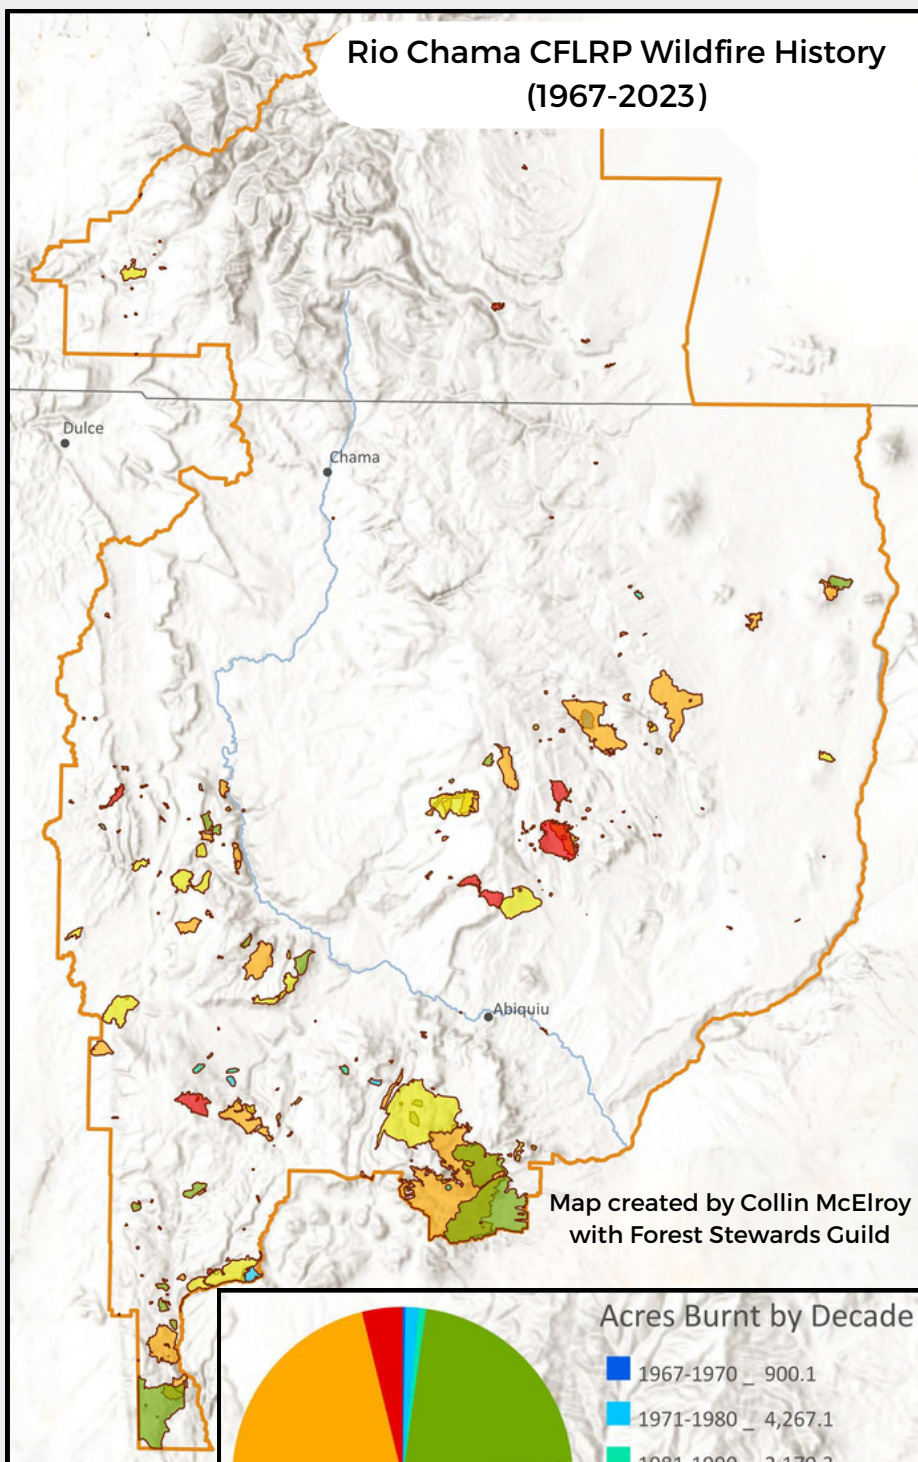 Rio Chama CFLRP Wildfire History
(1967-2023)
Dulce
Chama
Abiquiu
Map created by Collin McElroy
with Forest Stewards Guild
Acres Burnt by Decade
1967-1970 _ 900.1
1971-1980 _ 4,267.1